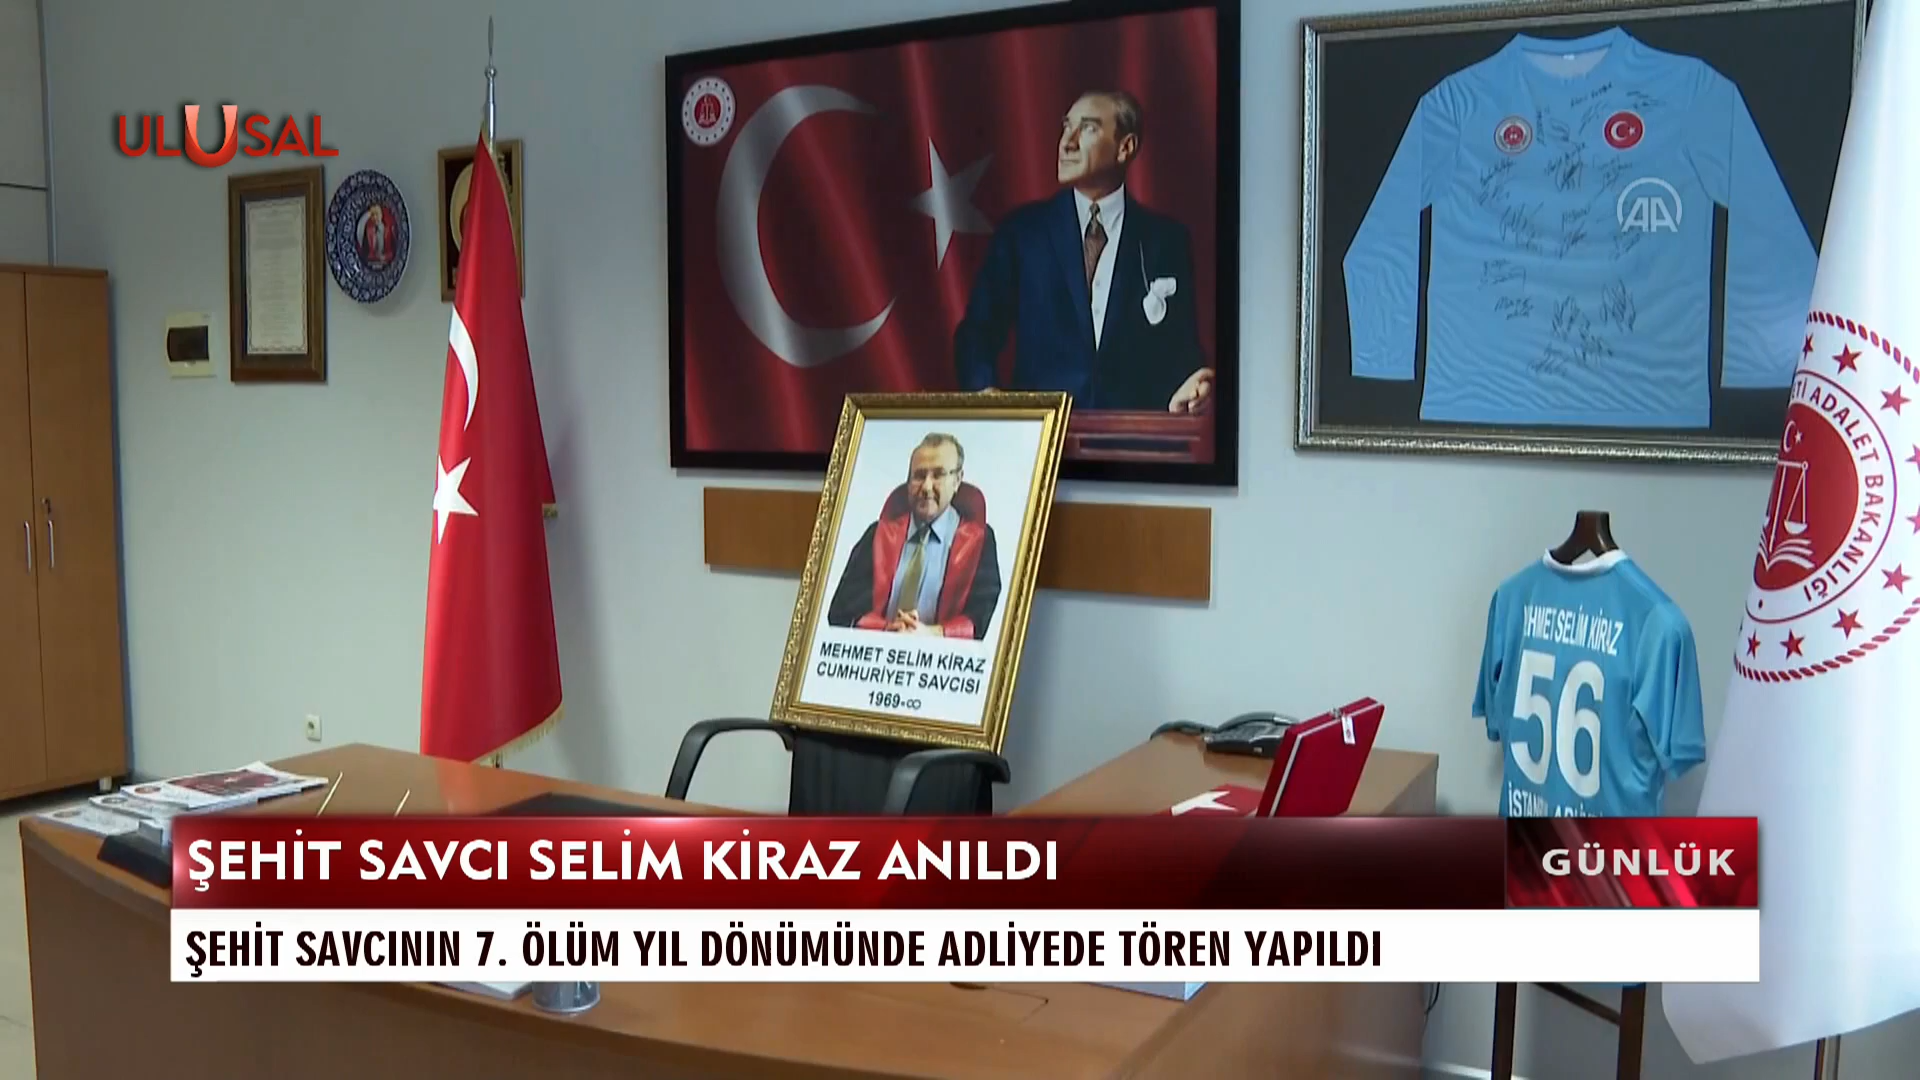 ULUSAL
AA
MEHMET SELİM KİRAZ
CUMHURİYET SAVCISI
1969-∞
ADALET BAKANLIĞI
SELİM KİRAZ
56
ŞEHİT SAVCI SELİM KİRAZ ANILDI
GÜNLÜK
ŞEHİT SAVCININ 7. ÖLÜM YIL DÖNÜMÜNDE ADLİYEDE TÖREN YAPILDI